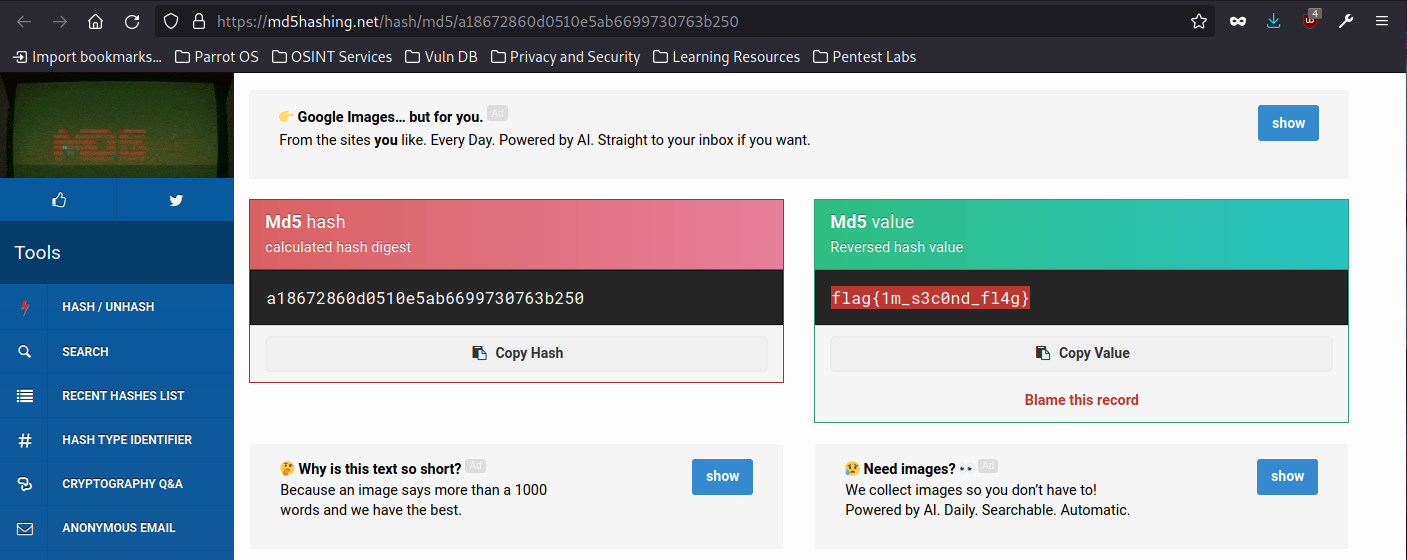 https://md5hashing.net/hash/md5/a18672860d0510e5ab6699730763b250
4
Import bookmarks... Parrot OS OSINT Services Vuln DB Privacy and Security Learning Resources Pentest Labs
MD5
👉 Google Images… but for you. Ad
From the sites you like. Every Day. Powered by AI. Straight to your inbox if you want.
show
Tools
HASH / UNHASH
SEARCH
RECENT HASHES LIST
HASH TYPE IDENTIFIER
CRYPTOGRAPHY Q&A
ANONYMOUS EMAIL
Md5 hash
calculated hash digest
a18672860d0510e5ab6699730763b250
Copy Hash
Md5 value
Reversed hash value
flag{1m_s3c0nd_fl4g}
Copy Value
Blame this record
🤔 Why is this text so short? Ad
Because an image says more than a 1000
words and we have the best.
show
😥 Need images? 👀 Ad
We collect images so you don’t have to!
Powered by AI. Daily. Searchable. Automatic.
show